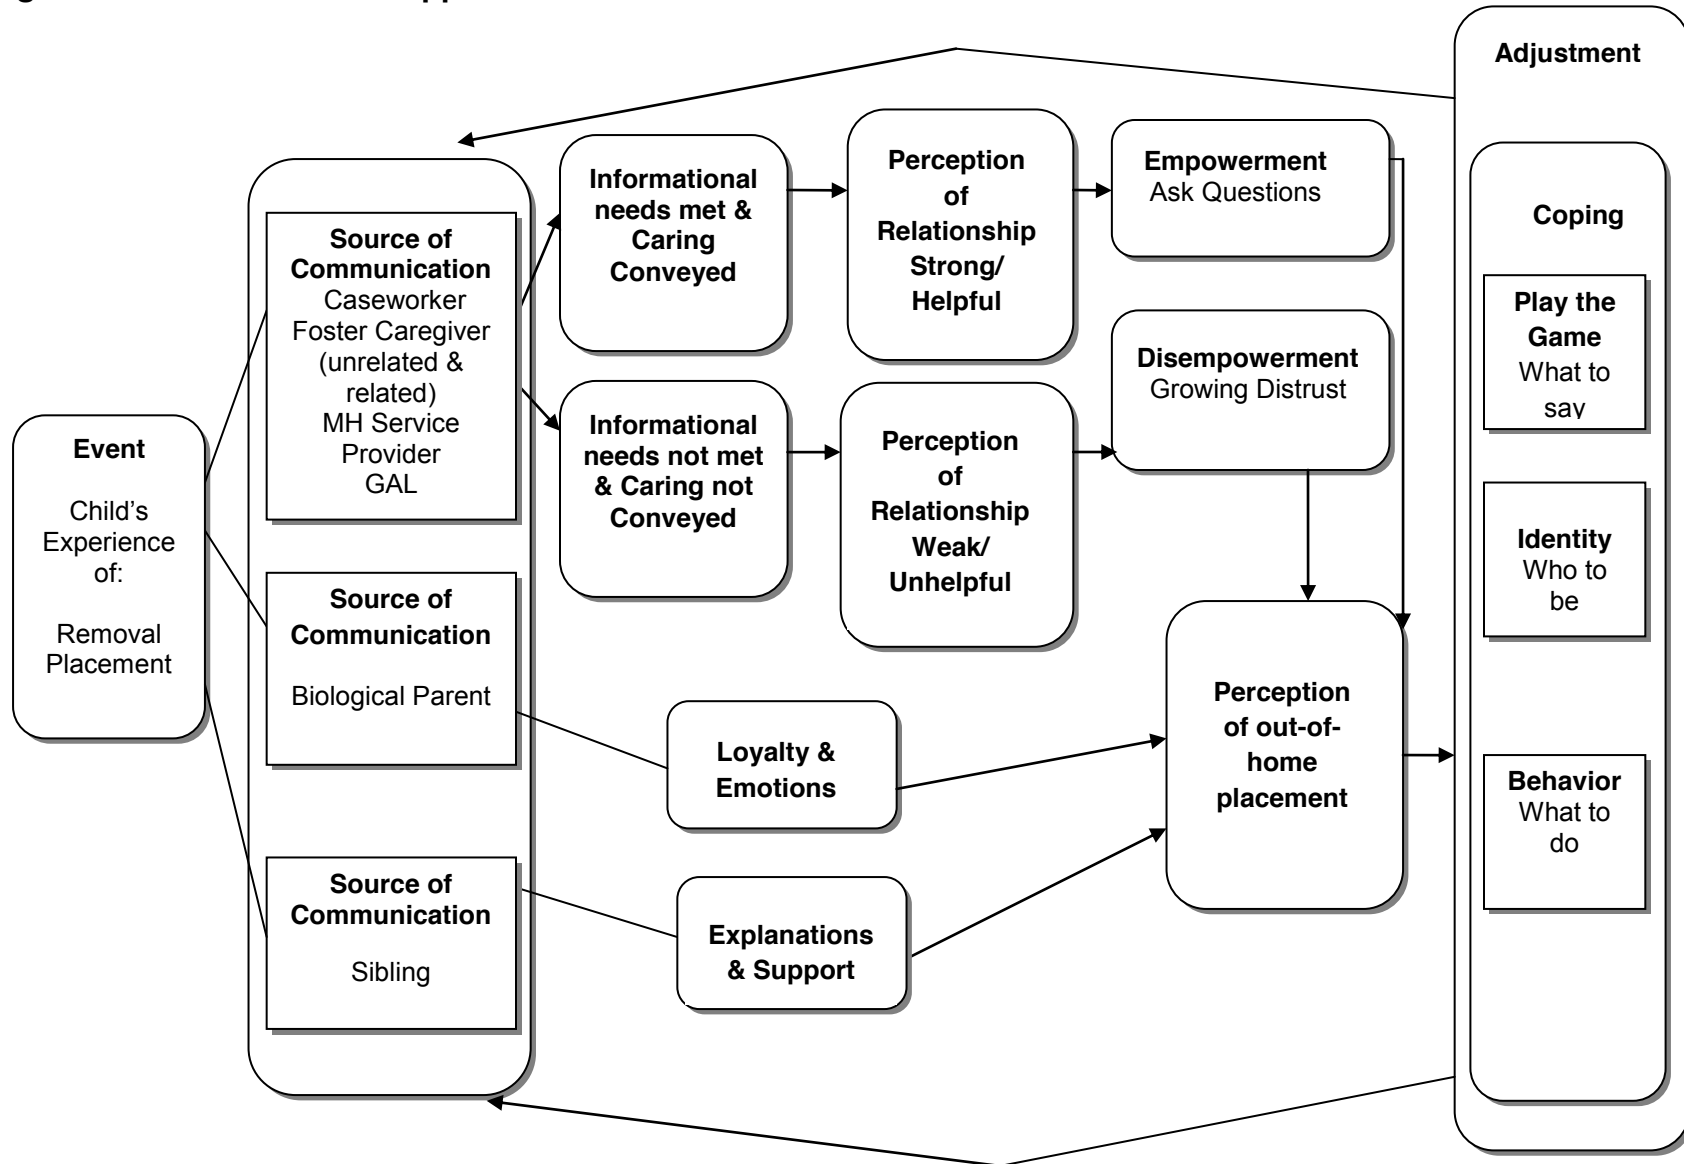 Event
Child’s
Experience
of:
Removal
Placement
Source of
Communication
Caseworker
Foster Caregiver
(unrelated &
related)
MH Service
Provider
GAL
Source of
Communication
Biological Parent
Source of
Communication
Sibling
Informational
needs met &
Caring
Conveyed
Informational
needs not met
& Caring not
Conveyed
Loyalty &
Emotions
Explanations
& Support
Perception
of
Relationship
Strong/
Helpful
Perception
of
Relationship
Weak/
Unhelpful
Empowerment
Ask Questions
Disempowerment
Growing Distrust
Perception
of out-of-
home
placement
Adjustment
Coping
Play the
Game
What to
say
Identity
Who to
be
Behavior
What to
do